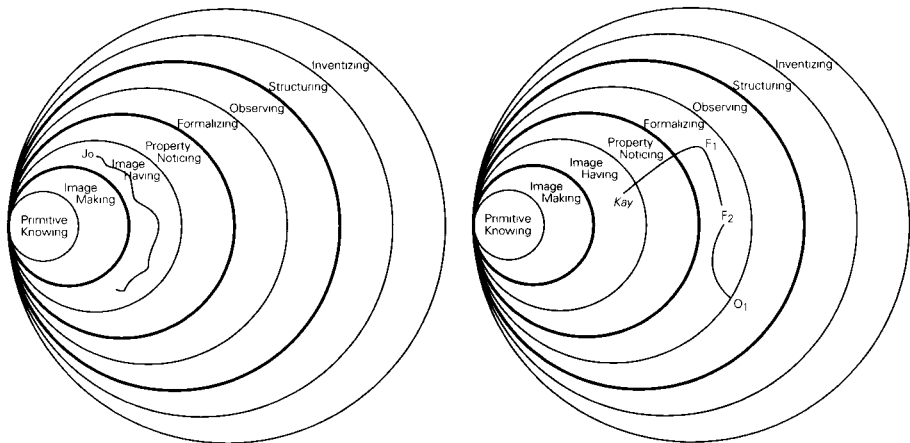 Inventizing
Structuring
Observing
Formalizing
Property
Noticing
Jo
Image
Having
Image
Making
Primitive
Knowing
Inventizing
Structuring
Observing
Formalizing
F1
Property
Noticing
Image
Having
Image
Making
Kay
F2
Primitive
Knowing
O1